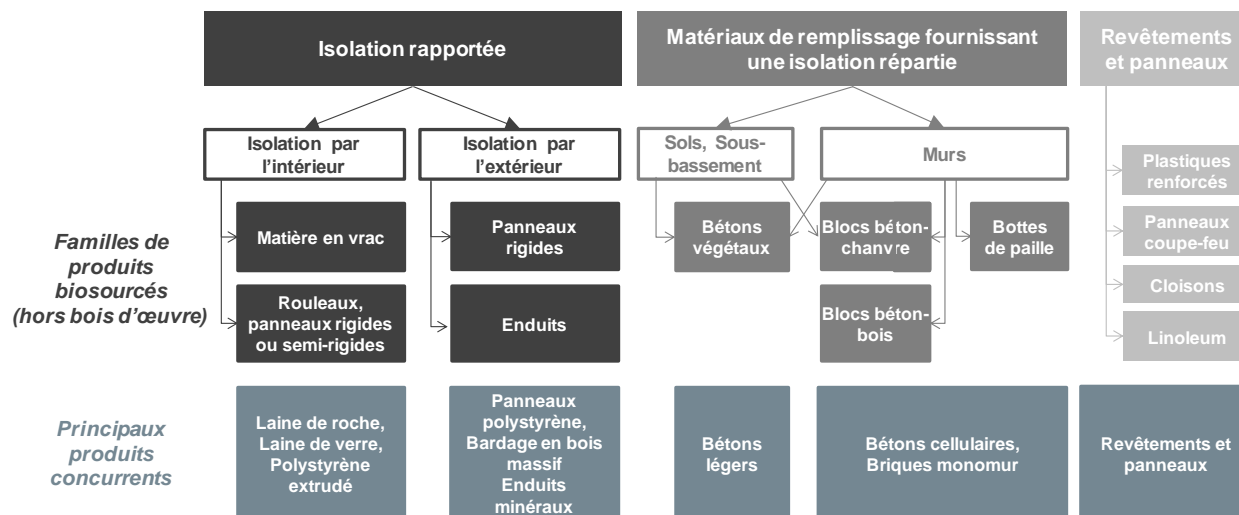 Isolation rapportée
Matériaux de remplissage fournissant
une isolation répartie
Revêtements
et panneaux
Isolation par
l'intérieur
Isolation par
l'extérieur
Sols, Sous-
bassement
Murs
Plastiques
renforcés
Familles de
produits
biosourcés
(hors bois d'œuvre)
Matière en vrac
Panneaux
rigides
Bétons
végétaux
Blocs béton-
chanvre
Bottes
de paille
Panneaux
coupe-feu
Cloisons
Rouleaux,
panneaux rigides
ou semi-rigides
Enduits
Blocs béton-
bois
Linoleum
Principaux
produits
concurrents
Laine de roche,
Laine de verre,
Polystyrène
extrudé
Panneaux
polystyrène,
Bardage en bois
massif
Enduits
minéraux
Bétons
légers
Bétons cellulaires,
Briques monomur
Revêtements et
panneaux